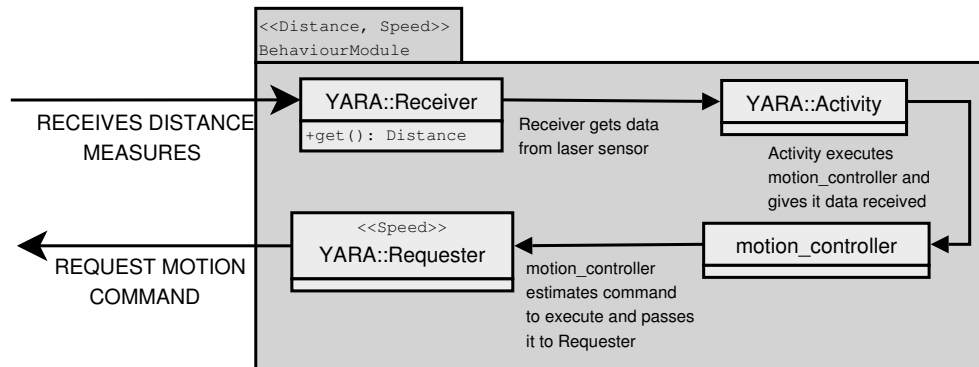 <<Distance, Speed>>
BehaviourModule
RECEIVES DISTANCE
MEASURES
YARA::Receiver
+get(): Distance
Receiver gets data
from laser sensor
YARA::Activity
Activity executes
motion_controller and
gives it data received
motion_controller
motion_controller
estimates command
to execute and passes
it to Requester
<<Speed>>
YARA::Requester
REQUEST MOTION
COMMAND